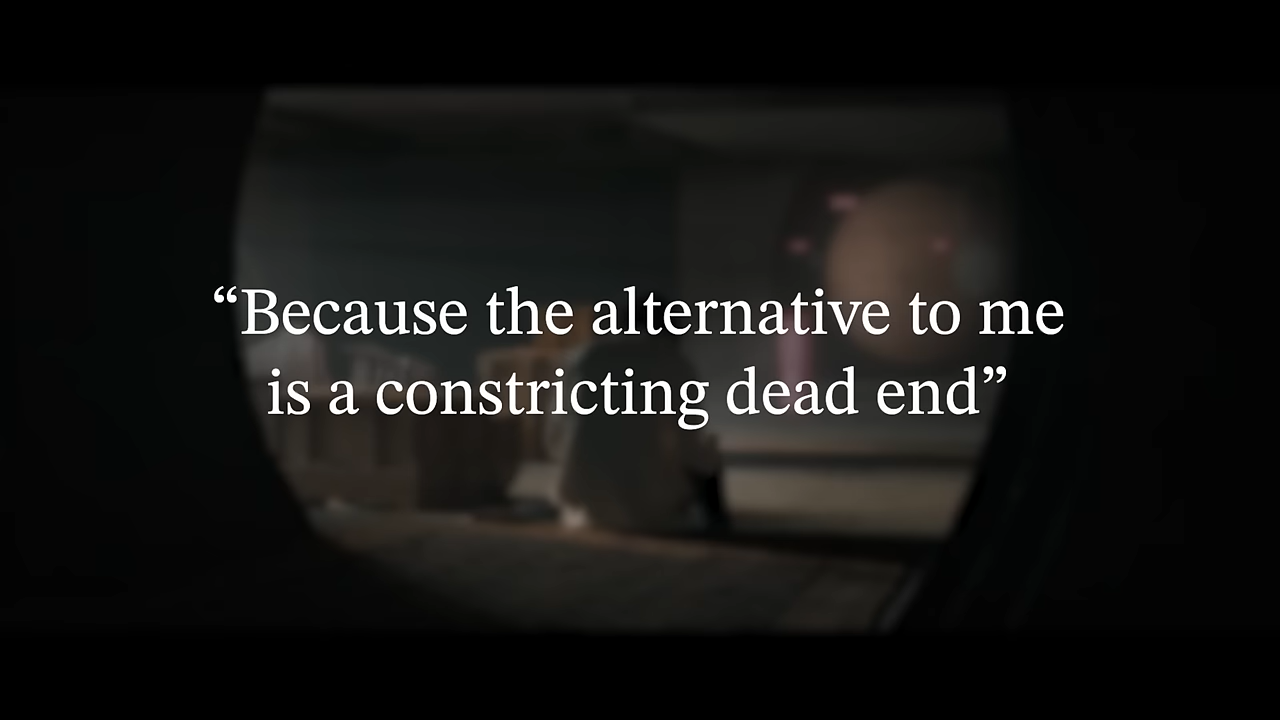 “Because the alternative to me
is a constricting dead end”